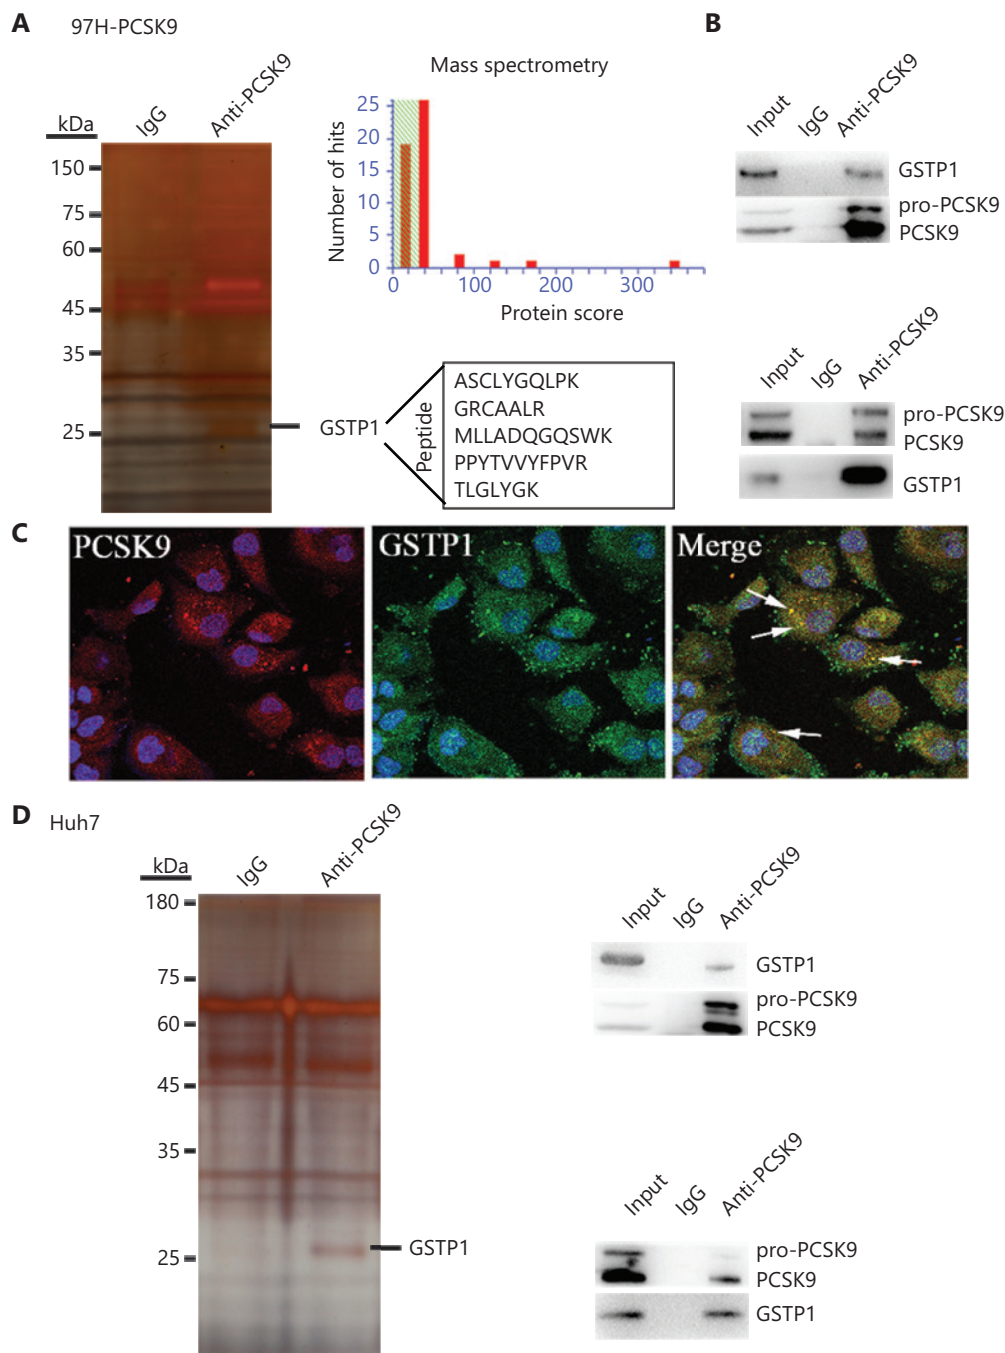 A
97H-PCSK9
kDa
IgG
Anti-PCSK9
150
75
60
45
35
25
GSTP1
Mass spectrometry
Number of hits
25
20
15
10
5
0
0
100
200
300
Protein score
Peptide
ASCLYGQLPK
GRCAALR
MLLADQGQSWK
PPYTVVYFPVR
TLGLYGK
B
Input
IgG
Anti-PCSK9
GSTP1
pro-PCSK9
PCSK9
Input
IgG
Anti-PCSK9
pro-PCSK9
PCSK9
GSTP1
C
PCSK9
GSTP1
Merge
D
Huh7
kDa
IgG
Anti-PCSK9
180
75
60
45
35
25
GSTP1
Input
IgG
Anti-PCSK9
GSTP1
pro-PCSK9
PCSK9
Input
IgG
Anti-PCSK9
pro-PCSK9
PCSK9
GSTP1